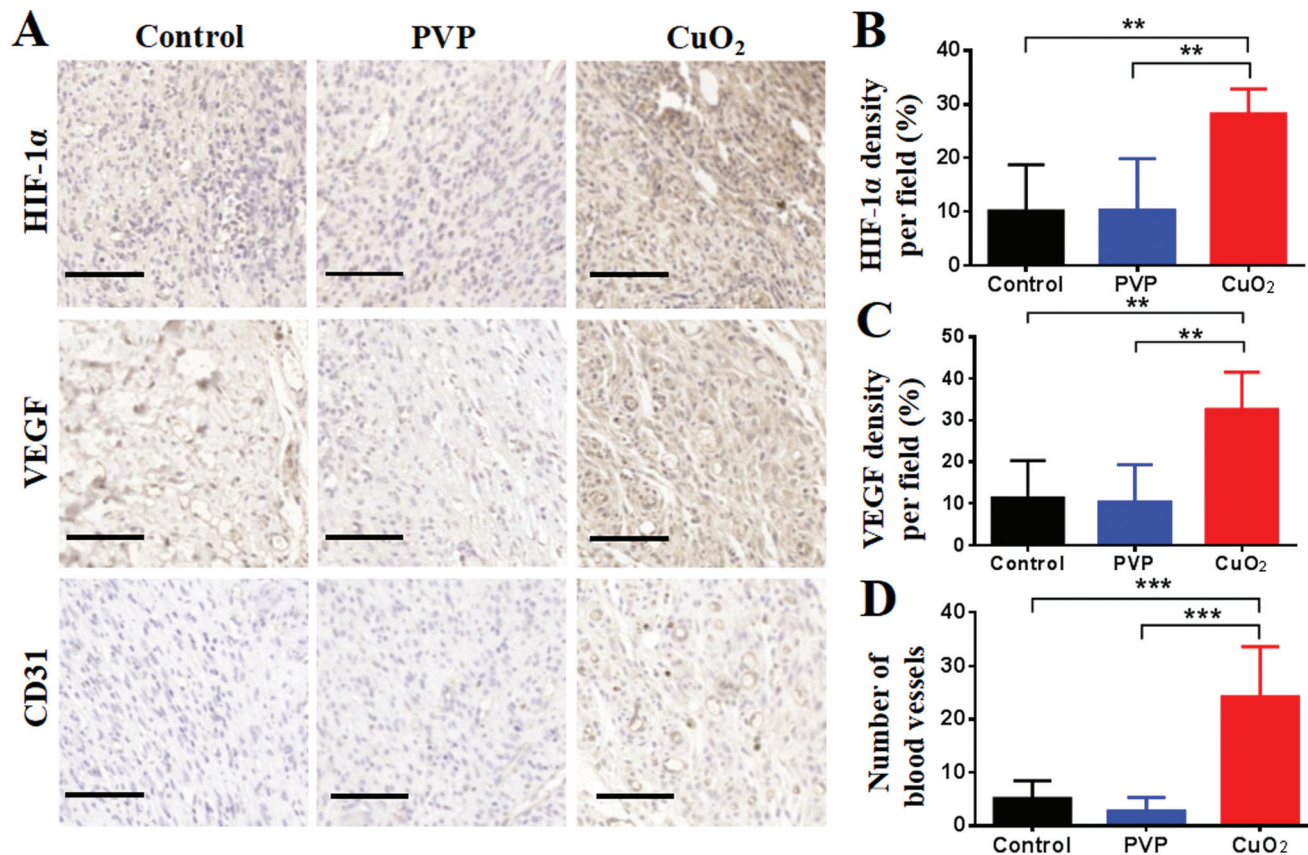 A
Control
PVP
CuO₂
HIF-1α
VEGF
CD31
B
HIF-1α density
per field (%)
40
30
20
10
0
**
**
Control
PVP
CuO₂
C
VEGF density
per field (%)
50
40
30
20
10
0
**
**
Control
PVP
CuO₂
D
Number of
blood vessels
40
30
20
10
0
***
***
Control
PVP
CuO₂